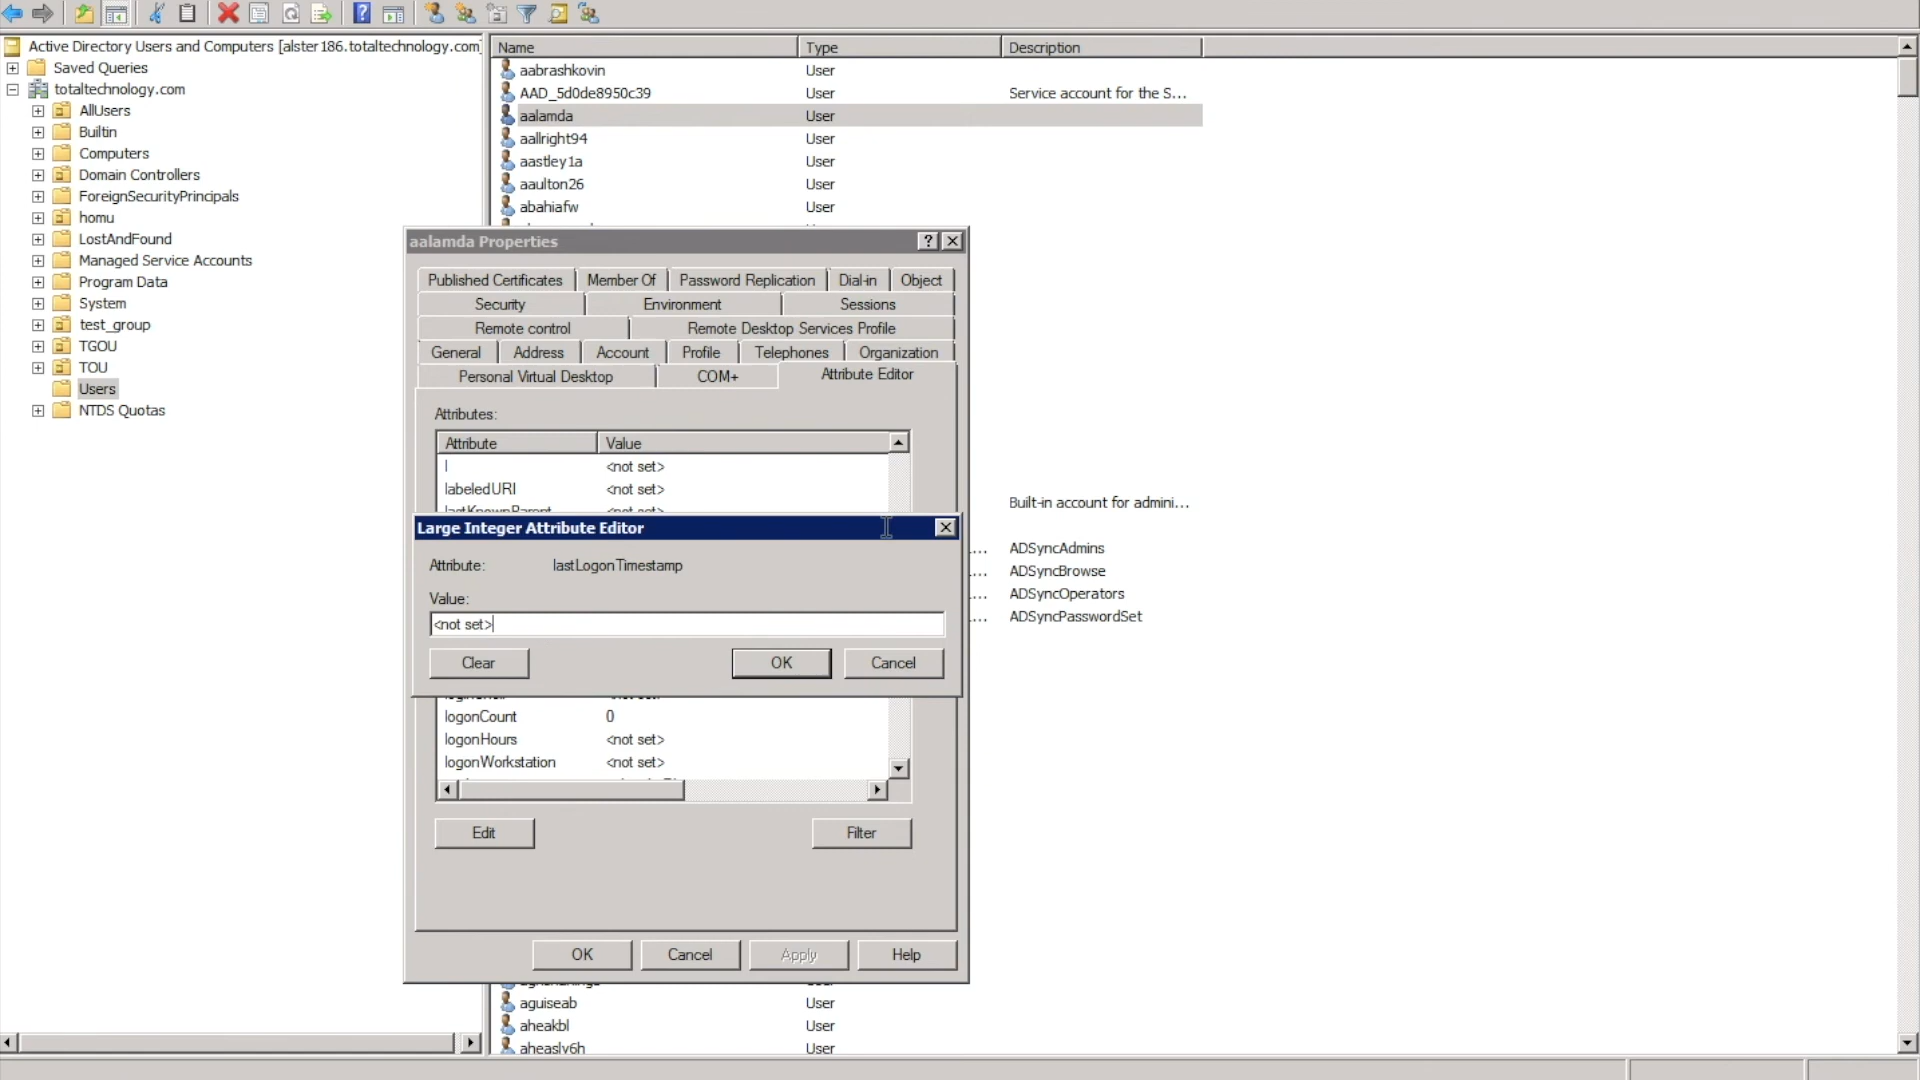 Active Directory Users and Computers [alster186.totaltechnology.com]
Saved Queries
totaltechnology.com
AllUsers
Builtin
Computers
Domain Controllers
ForeignSecurityPrincipals
homu
LostAndFound
Managed Service Accounts
Program Data
System
test_group
TGOU
TOU
Users
NTDS Quotas
Name Type Description
aabrashkovin User
AAD_5d0de8950c39 User Service account for the S...
aalamda User
aallright94 User
aastley1a User
aaulton26 User
abahiafw User
Built-in account for admini...
... ADSyncAdmins
... ADSyncBrowse
... ADSyncOperators
... ADSyncPasswordSet
aalamda Properties
Published Certificates Member Of Password Replication Dial-in Object
Security Environment Sessions
Remote control Remote Desktop Services Profile
General Address Account Profile Telephones Organization
Personal Virtual Desktop COM+ Attribute Editor
Attributes:
Attribute Value
l <not set>
labeledURI <not set>
lastKnownParent <not set>
Large Integer Attribute Editor
Attribute: lastLogonTimestamp
Value:
<not set>
Clear OK Cancel
logonCount 0
logonHours <not set>
logonWorkstation <not set>
Edit Filter
OK Cancel Apply Help
aguiseab User
aheakbl User
aheasly6h User